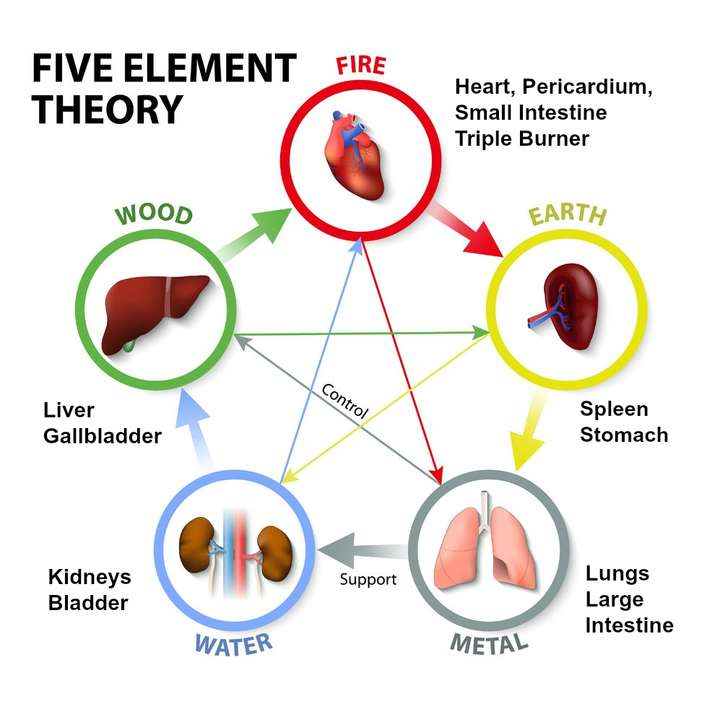 FIVE ELEMENT
THEORY
FIRE
Heart, Pericardium,
Small Intestine
Triple Burner
WOOD
EARTH
Control
Liver
Gallbladder
Spleen
Stomach
Support
Kidneys
Bladder
Lungs
Large
Intestine
WATER
METAL